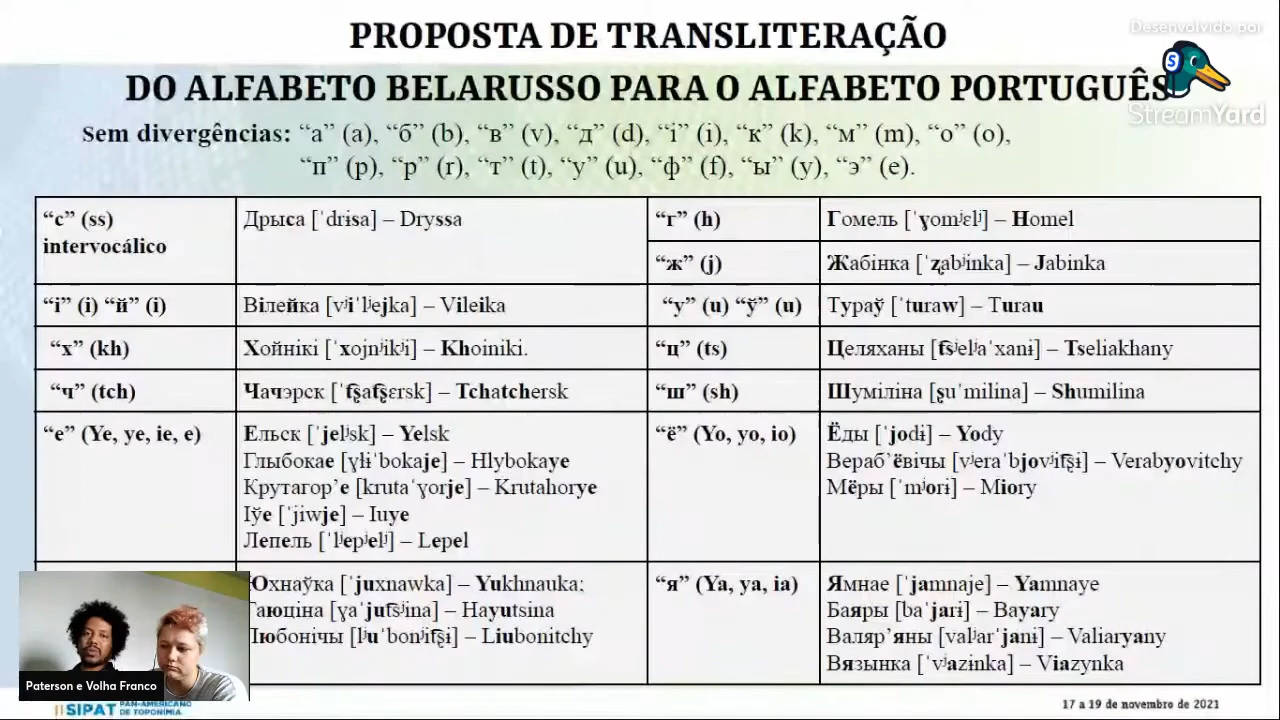 PROPOSTA DE TRANSLITERAÇÃO
Desenvolvido por
DO ALFABETO BELARUSSO PARA O ALFABETO PORTUGUÊS
StreamYard
Sem divergências: “а” (a), “б” (b), “в” (v), “д” (d), “і” (i), “к” (k), “м” (m), “о” (o),
“п” (p), “р” (r), “т” (t), “у” (u), “ф” (f), “ы” (y), “э” (e).
“с” (ss)
intervocálico
Дрыса [ˈdrɨsa] – Dryssa
“г” (h)
Гомель [ˈɣomʲɛlʲ] – Homel
“ж” (j)
Жабінка [ˈʐabʲinka] – Jabinka
“і” (i) “й” (i)
Вілейка [vʲiˈlʲejka] – Vileika
“у” (u) “ў” (u)
Тураў [ˈturaw] – Turau
“х” (kh)
Хойнікі [ˈxojnʲikʲi] – Khoiniki.
“ц” (ts)
Целяханы [t͡sʲelʲaˈxanɨ] – Tseliakhany
“ч” (tch)
Чачэрск [ˈt͡ʂat͡ʂɛrsk] – Tchatchersk
“ш” (sh)
Шуміліна [ʂuˈmilina] – Shumilina
“е” (Ye, ye, ie, e)
Ельск [ˈjelʲsk] – Yelsk
Глыбокае [ɣlɨˈbokaje] – Hlybokaye
Крутагор’е [krutaˈɣorje] – Krutahorye
Іўе [ˈjiwje] – Iuye
Лепель [ˈlʲepʲelʲ] – Lepel
“ё” (Yo, yo, io)
Ёды [ˈjodɨ] – Yody
Вераб’ёвічы [vʲeraˈbjovʲit͡ʂɨ] – Verabyovitchy
Мёры [ˈmʲorɨ] – Miory
Юхнаўка [ˈjuxnawka] – Yukhnauka;
Гаюціна [ɣaˈjut͡sʲina] – Hayutsina
Любонічы [lʲuˈbonʲit͡ʂɨ] – Liubonitchy
“я” (Ya, ya, ia)
Ямнае [ˈjamnaje] – Yamnaye
Баяры [baˈjarɨ] – Bayary
Валяр’яны [valʲarˈjanɨ] – Valiaryany
Вязынка [ˈvʲazɨnka] – Viazynka
Paterson e Volha Franco
SIPAT PAN-AMERICANO
DE TOPONÍMIA
17 a 19 de novembro de 2021